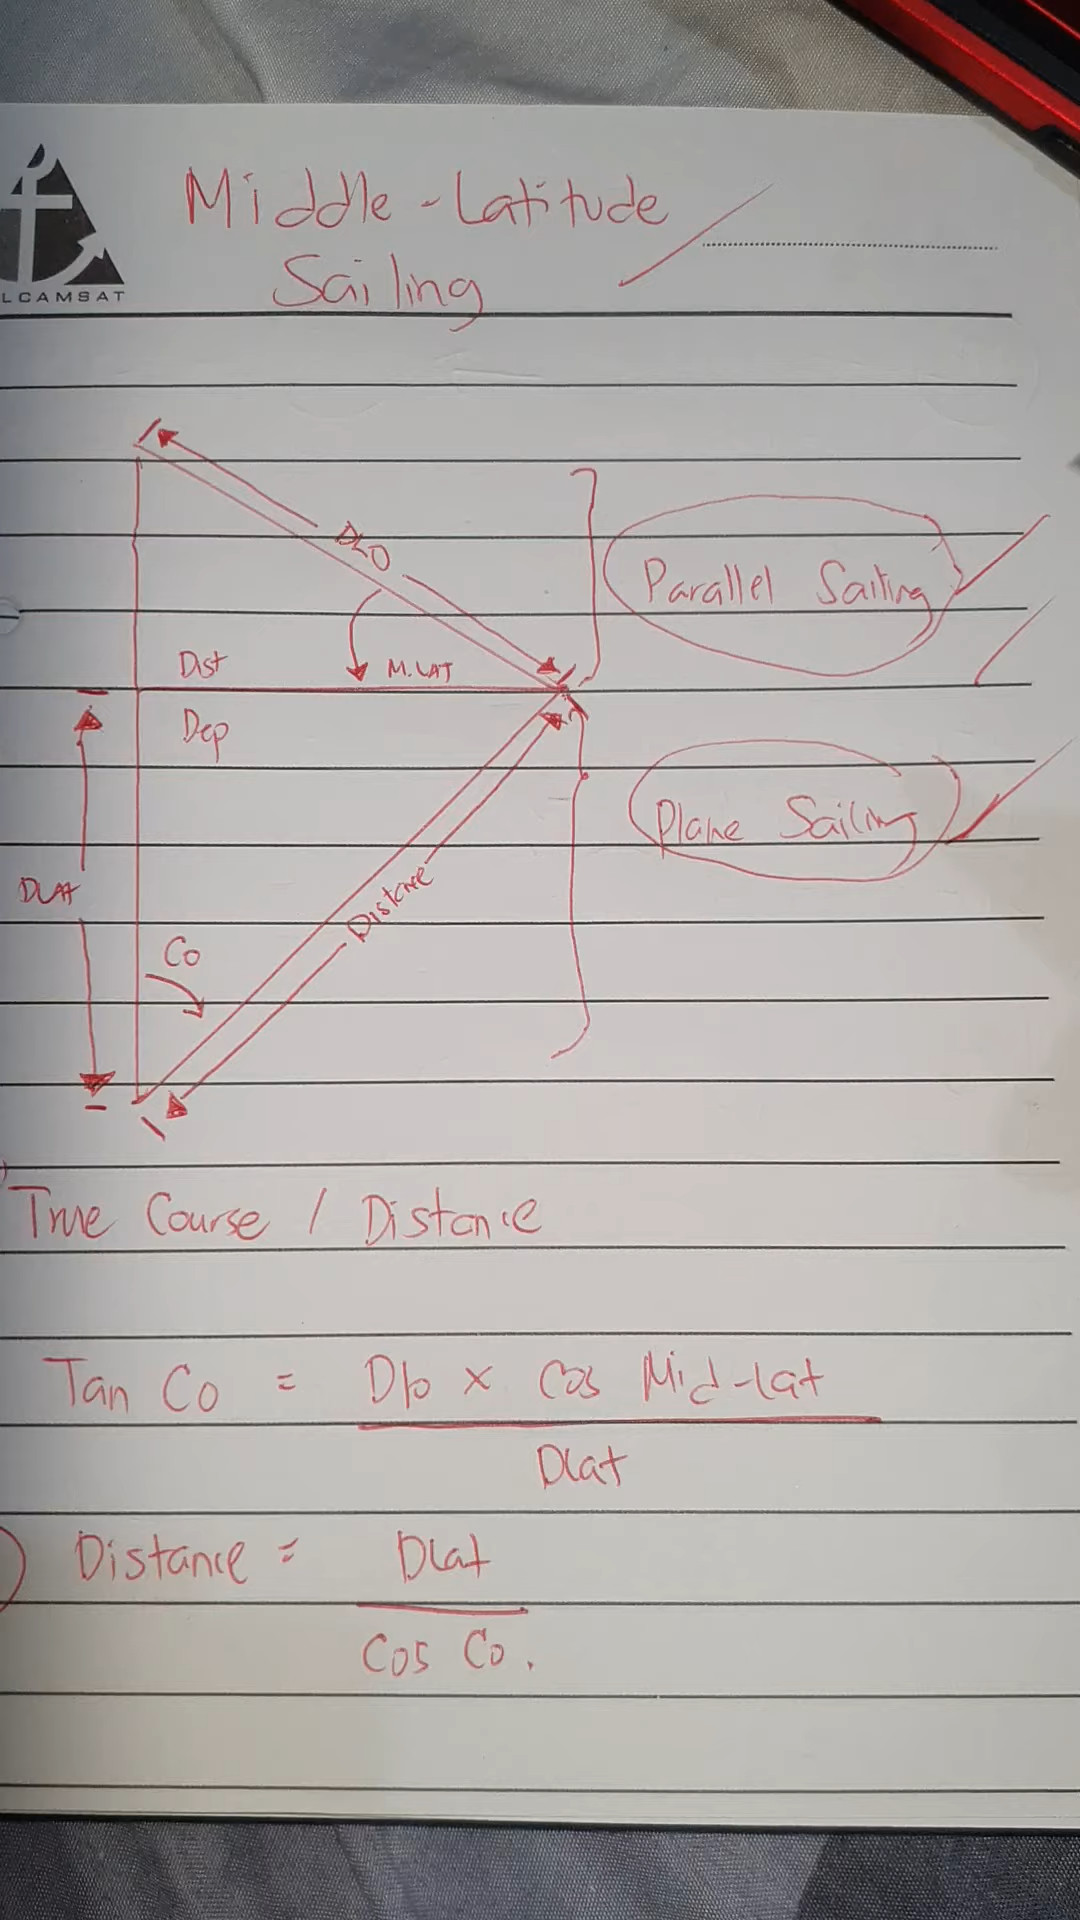 LCAMSAT
Middle-Latitude
Sailing
DLO
Parallel Sailing
Dist
M.LAT
Dep
Plane Sailing
DLAT
Distance
Co
True Course / Distance
Tan Co = Dlo x Cos Mid-Lat
Dlat
Distance = DLat
Cos Co.